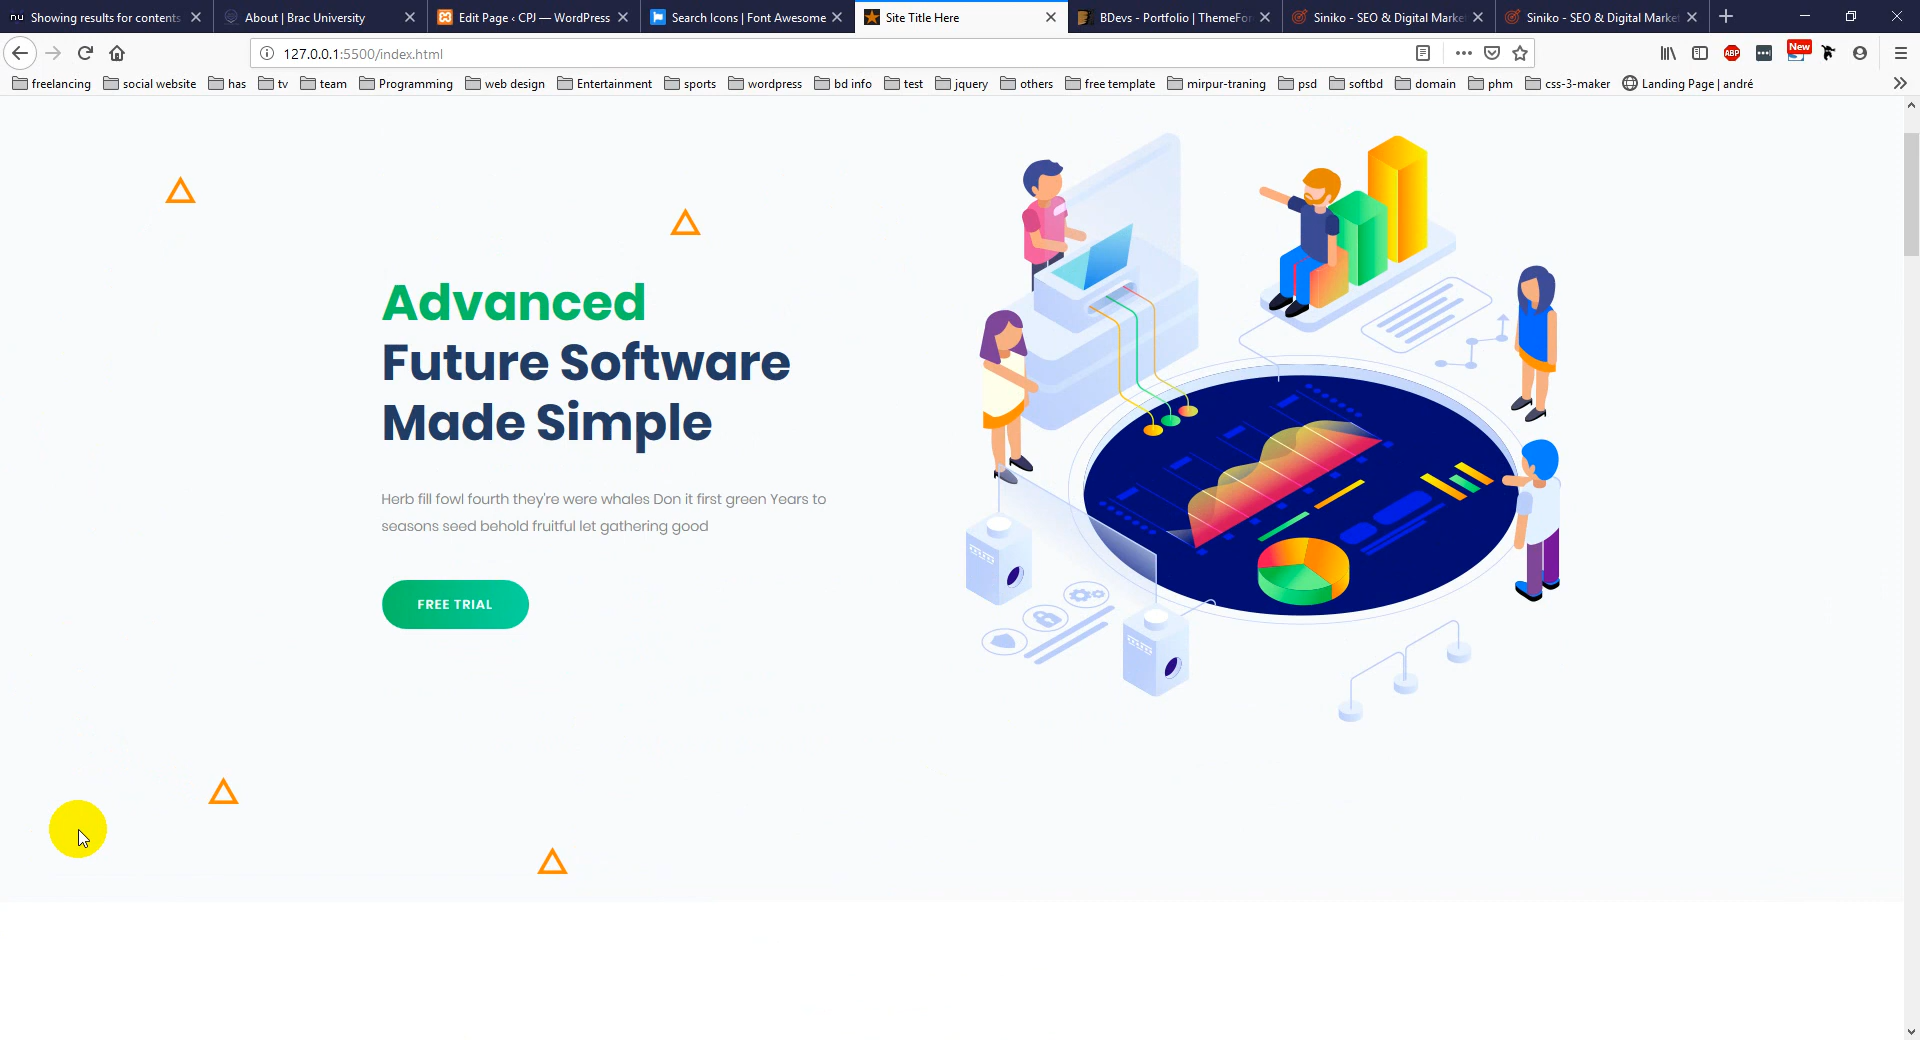 nu Showing results for contents
About | Brac University
Edit Page ‹ CPJ — WordPress
Search Icons | Font Awesome
Site Title Here
BDevs - Portfolio | ThemeFor
Siniko - SEO & Digital Marke
Siniko - SEO & Digital Marke
127.0.0.1:5500/index.html
ABP
New
freelancing
social website
has
tv
team
Programming
web design
Entertainment
sports
wordpress
bd info
test
jquery
others
free template
mirpur-traning
psd
softbd
domain
phm
css-3-maker
Landing Page | andré
Advanced
Future Software
Made Simple
Herb fill fowl fourth they're were whales Don it first green Years to
seasons seed behold fruitful let gathering good
FREE TRIAL